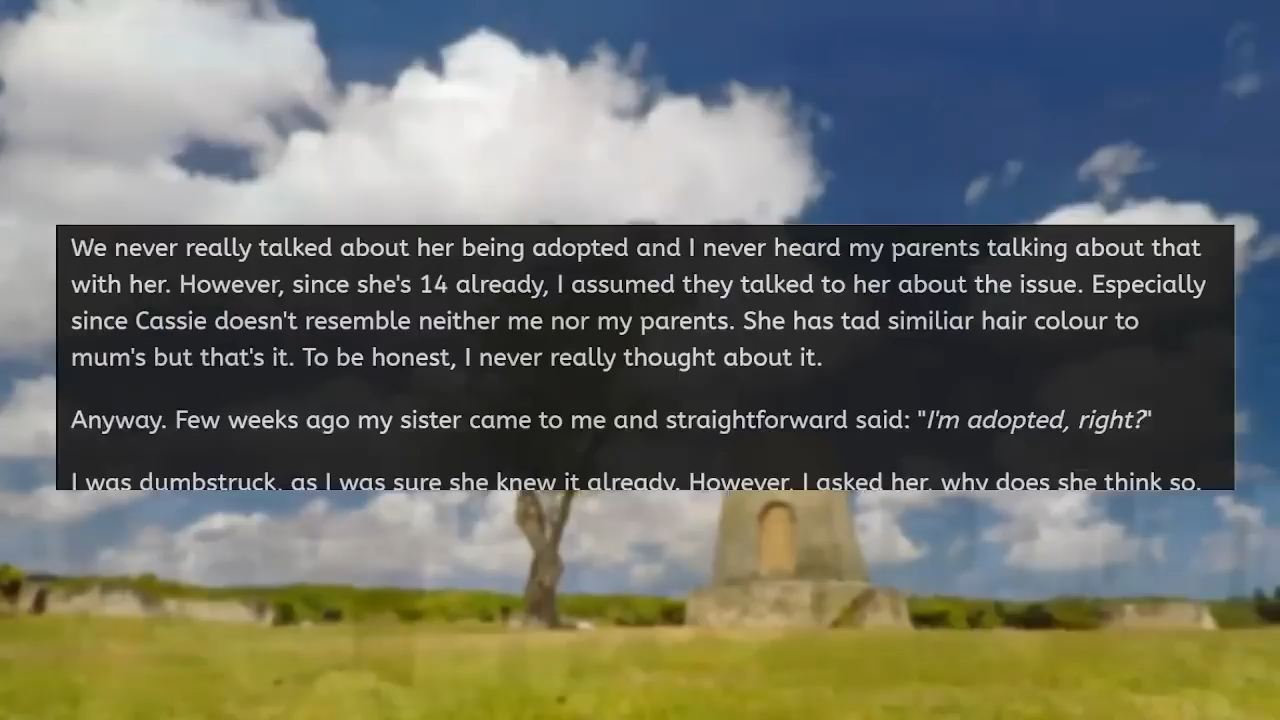 We never really talked about her being adopted and I never heard my parents talking about that
with her. However, since she's 14 already, I assumed they talked to her about the issue. Especially
since Cassie doesn't resemble neither me nor my parents. She has tad similiar hair colour to
mum's but that's it. To be honest, I never really thought about it.
Anyway. Few weeks ago my sister came to me and straightforward said: "I'm adopted, right?"
I was dumbstruck, as I was sure she knew it already. However, I asked her, why does she think so.